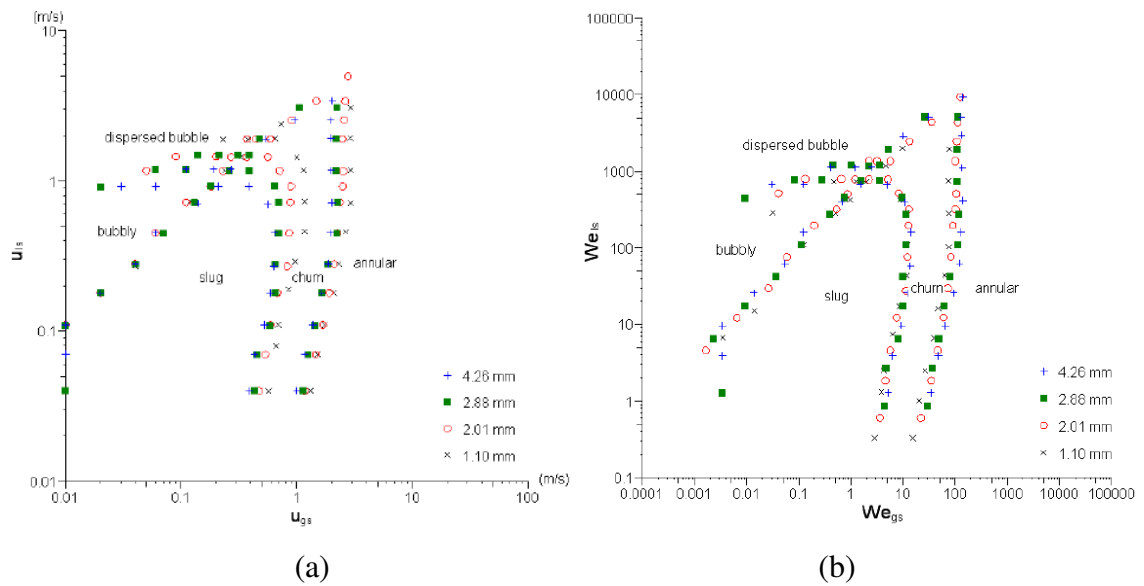 [m/s]
10
1
0.1
0.01
u_ls
dispersed bubble
bubbly
slug
churn
annular
4.26 mm
2.88 mm
2.01 mm
1.10 mm
0.01
0.1
1
10
100
(m/s)
u_gs
(a)
100000
10000
1000
100
10
1
0.1
We_ls
dispersed bubble
bubbly
slug
churn
annular
4.26 mm
2.88 mm
2.01 mm
1.10 mm
0.0001
0.001
0.01
0.1
1
10
100
1000
10000
100000
We_gs
(b)